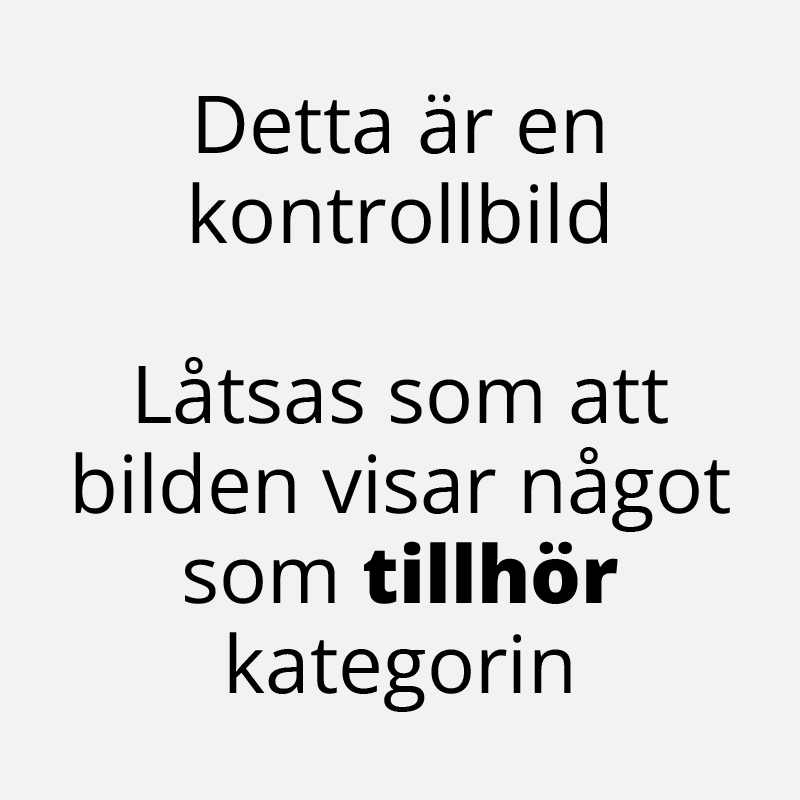 Detta är en
kontrollbild
Låtsas som att
bilden visar något
som tillhör
kategorin